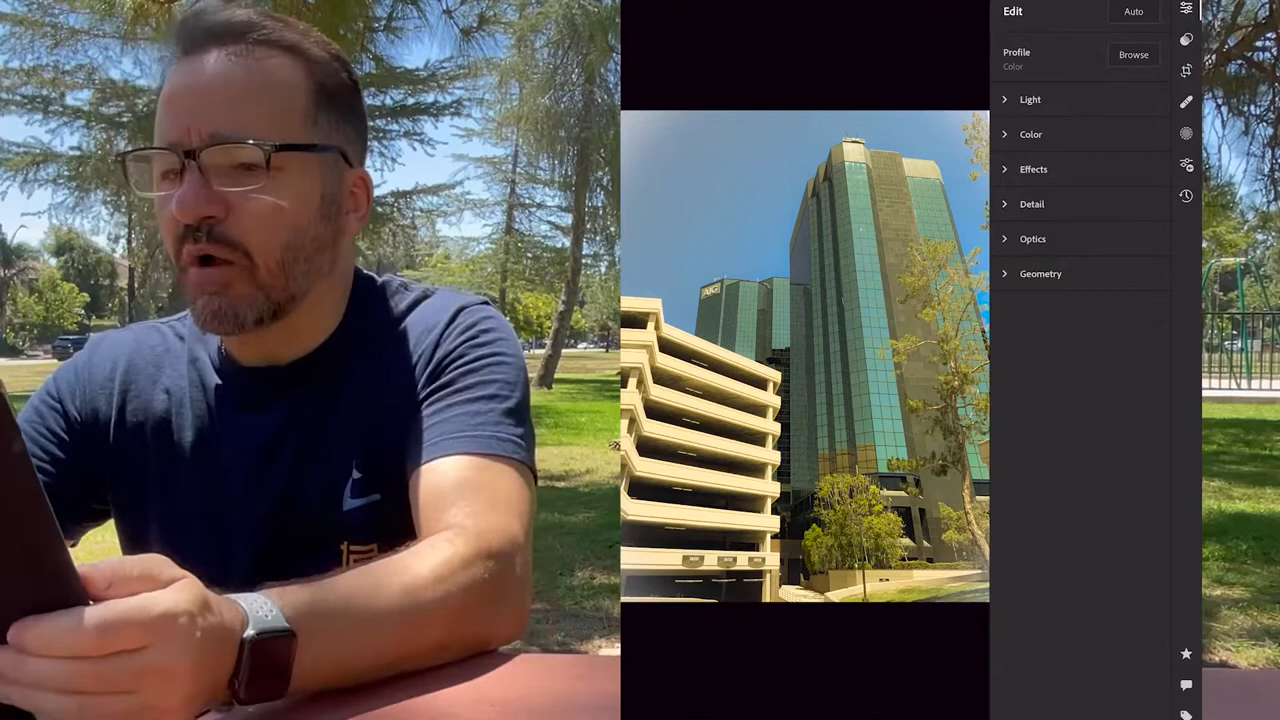 Edit
Auto
Profile
Color
Browse
Light
Color
Effects
Detail
Optics
Geometry
AIG